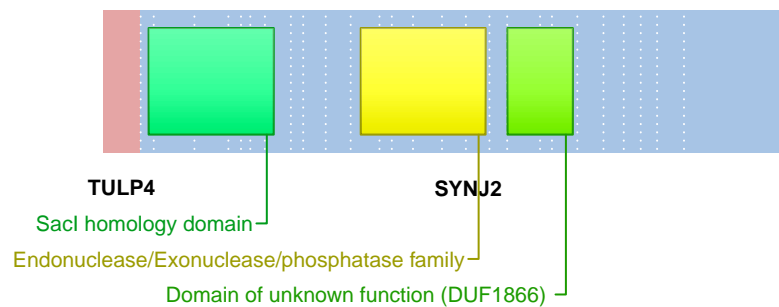 TULP4 SYNJ2
SacI homology domain
Endonuclease/Exonuclease/phosphatase family
Domain of unknown function (DUF1866)